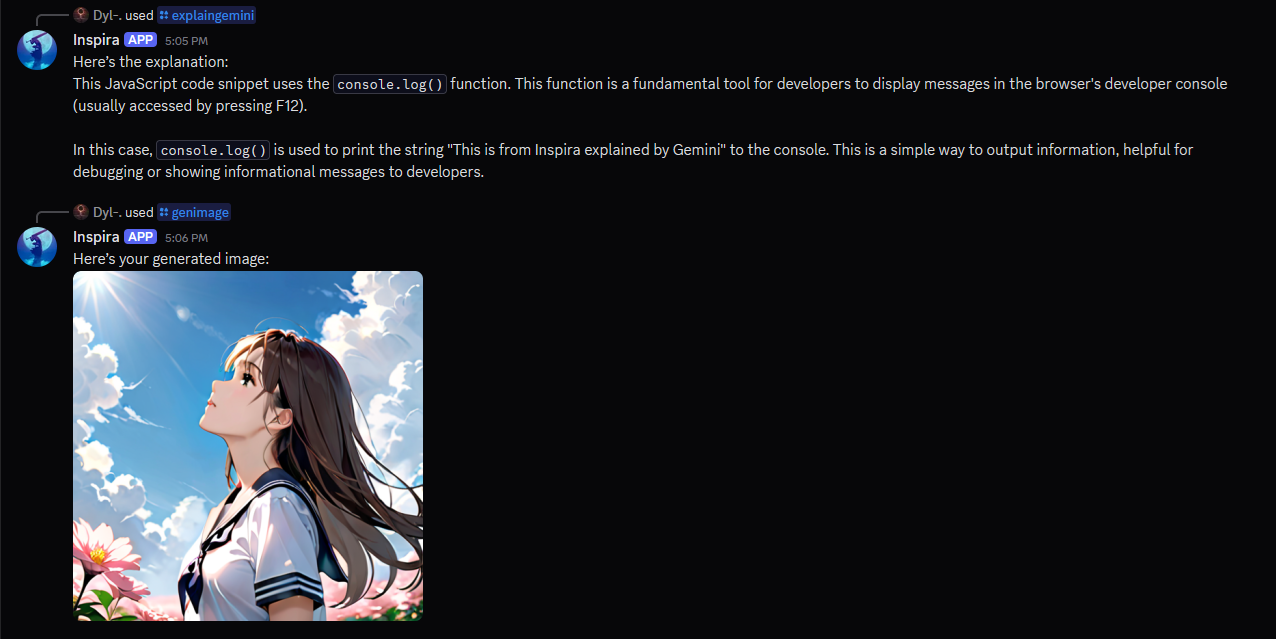 Dyl-. used explaingemini
Inspira APP 5:05 PM
Here’s the explanation:
This JavaScript code snippet uses the console.log() function. This function is a fundamental tool for developers to display messages in the browser's developer console
(usually accessed by pressing F12).
In this case, console.log() is used to print the string "This is from Inspira explained by Gemini" to the console. This is a simple way to output information, helpful for
debugging or showing informational messages to developers.
Dyl-. used genimage
Inspira APP 5:06 PM
Here’s your generated image: